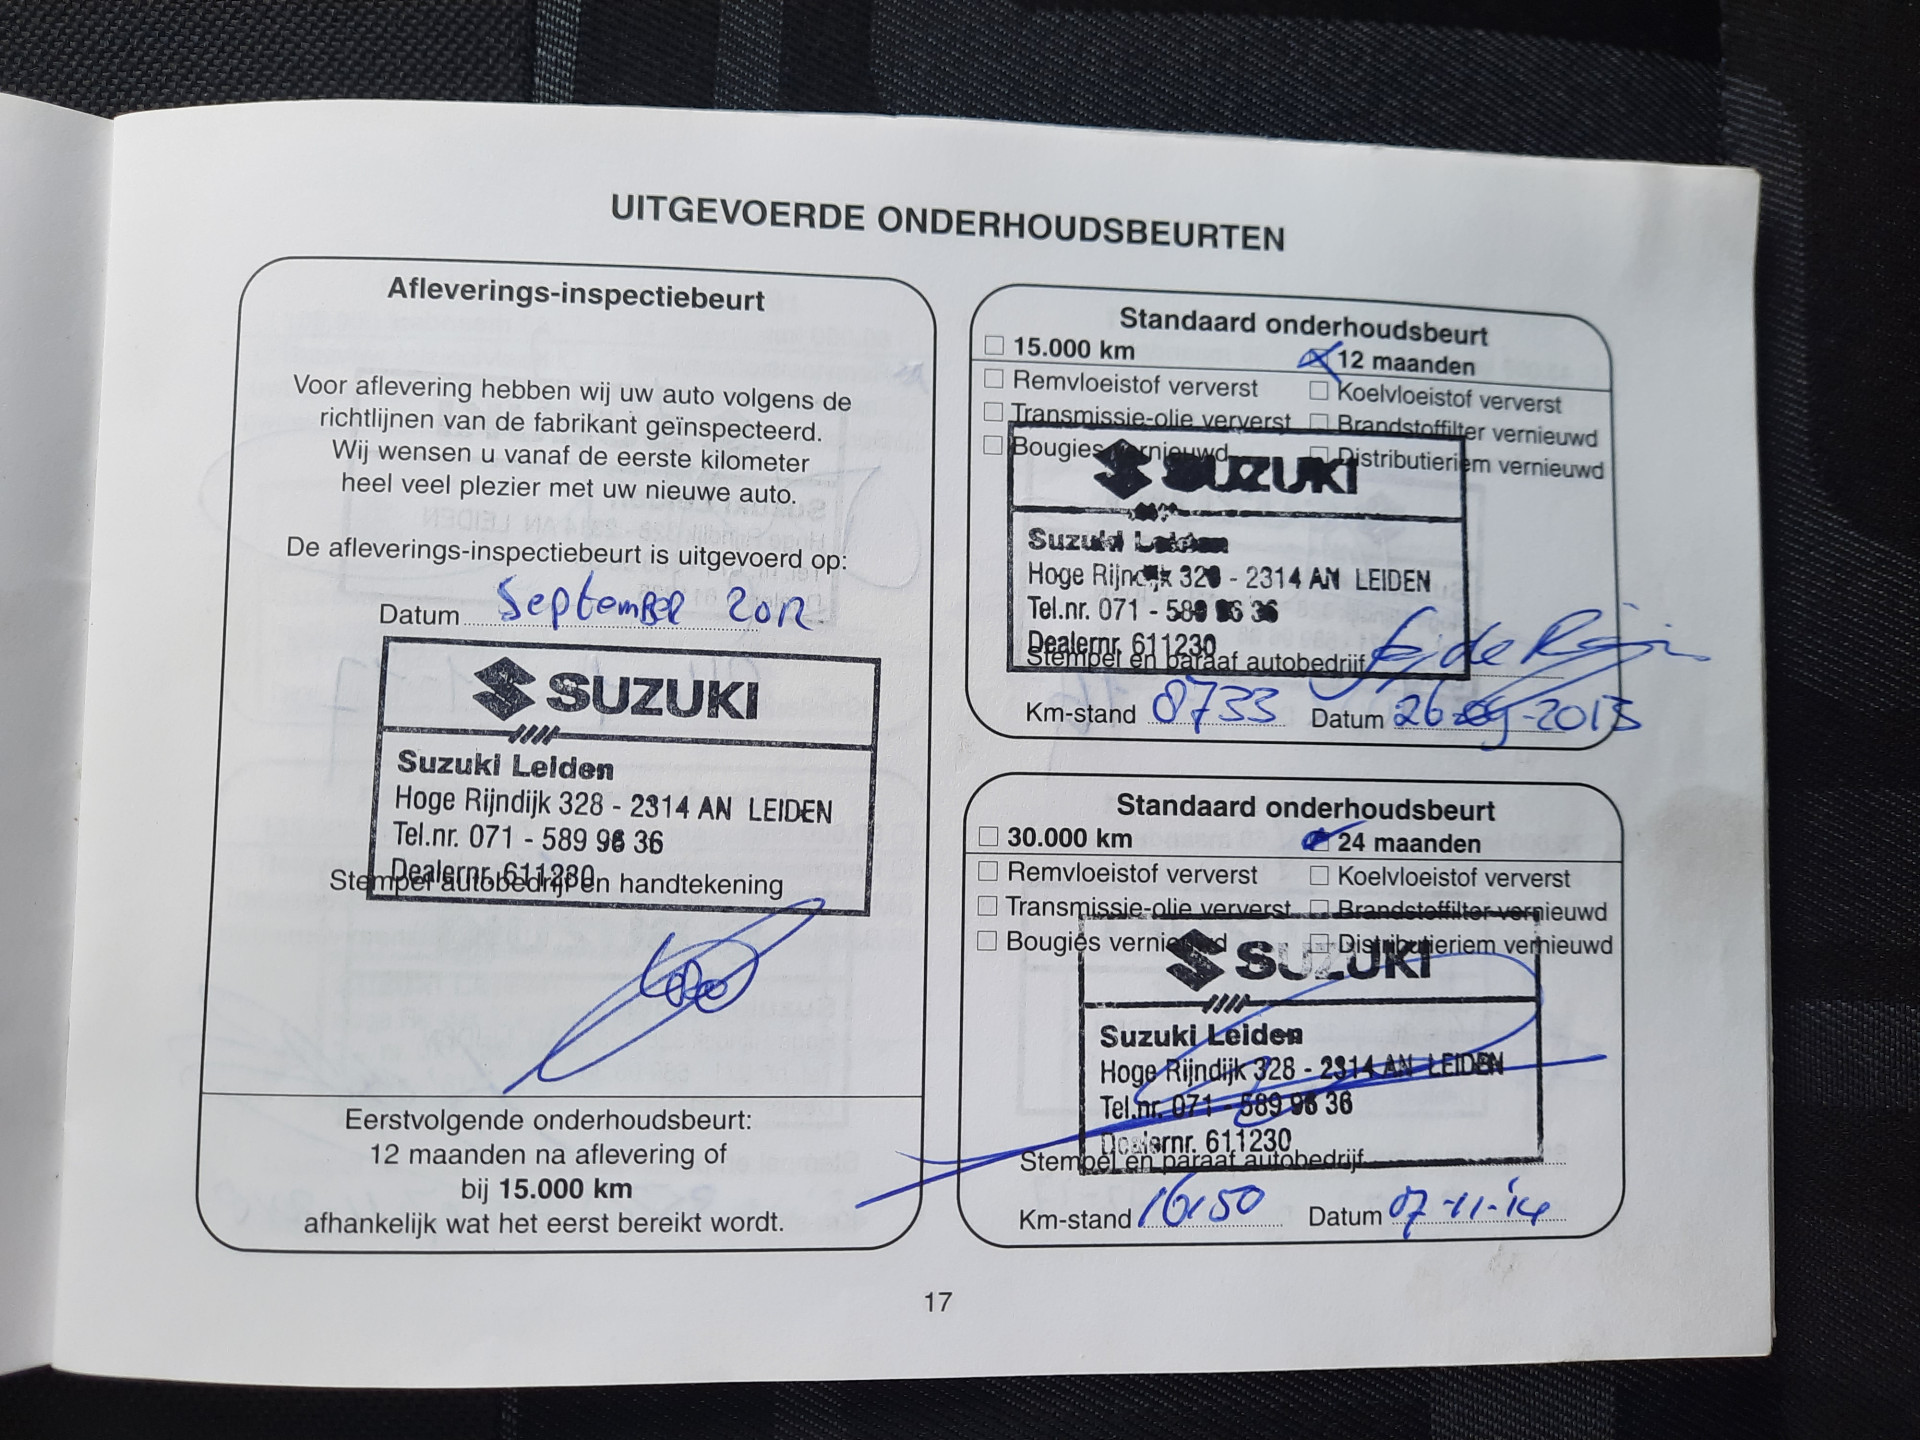 UITGEVOERDE ONDERHOUDSBEURTEN
Afleverings-inspectiebeurt
Voor aflevering hebben wij uw auto volgens de
richtlijnen van de fabrikant geïnspecteerd.
Wij wensen u vanaf de eerste kilometer
heel veel plezier met uw nieuwe auto.
De afleverings-inspectiebeurt is uitgevoerd op:
Datum September 2012
SUZUKI
Suzuki Leiden
Hoge Rijndijk 328 - 2314 AN LEIDEN
Tel.nr. 071 - 589 96 36
Dealernr. 611230
Stempel autobedrijf en handtekening
Eerstvolgende onderhoudsbeurt:
12 maanden na aflevering of
bij 15.000 km
afhankelijk wat het eerst bereikt wordt.
Standaard onderhoudsbeurt
15.000 km 12 maanden
Remvloeistof ververst Koelvloeistof ververst
Transmissie-olie ververst Brandstoffilter vernieuwd
Bougies vernieuwd Distributieriem vernieuwd
SUZUKI
Suzuki Leiden
Hoge Rijndijk 328 - 2314 AN LEIDEN
Tel.nr. 071 - 589 96 36
Dealernr. 611230
Stempel en paraaf autobedrijf
Km-stand 8733 Datum 26-09-2013
Standaard onderhoudsbeurt
30.000 km 24 maanden
Remvloeistof ververst Koelvloeistof ververst
Transmissie-olie ververst Brandstoffilter vernieuwd
Bougies vernieuwd Distributieriem vernieuwd
SUZUKI
Suzuki Leiden
Hoge Rijndijk 328 - 2314 AN LEIDEN
Tel.nr. 071 - 589 96 36
Dealernr. 611230
Stempel en paraaf autobedrijf
Km-stand 16150 Datum 07-11-'14
17